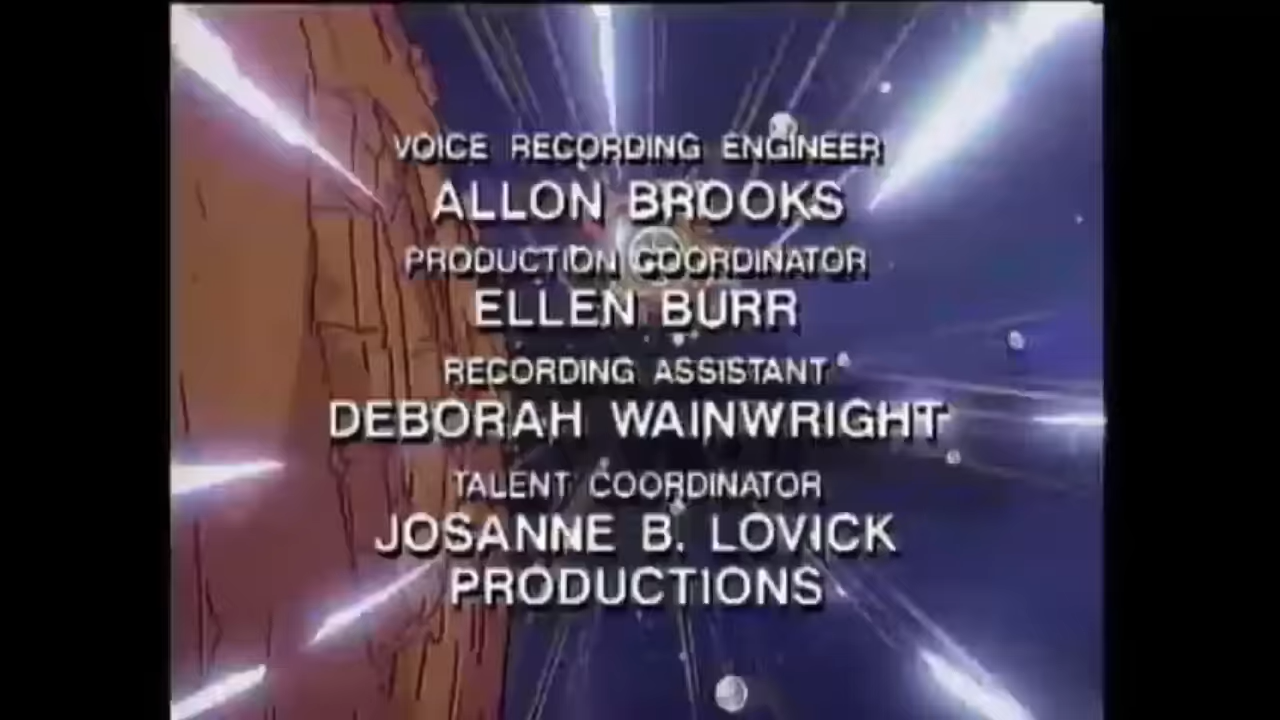 VOICE RECORDING ENGINEER
ALLON BROOKS
PRODUCTION COORDINATOR
ELLEN BURR
RECORDING ASSISTANT
DEBORAH WAINWRIGHT
TALENT COORDINATOR
JOSANNE B. LOVICK
PRODUCTIONS